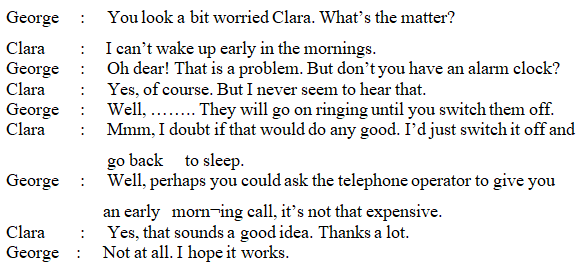 George : You look a bit worried Clara. What's the matter?
Clara : I can't wake up early in the mornings.
George : Oh dear! That is a problem. But don't you have an alarm clock?
Clara : Yes, of course. But I never seem to hear that.
George : Well, …….. They will go on ringing until you switch them off.
Clara : Mmm, I doubt if that would do any good. I'd just switch it off and
go back to sleep.
George : Well, perhaps you could ask the telephone operator to give you
an early morn¬ing call, it's not that expensive.
Clara : Yes, that sounds a good idea. Thanks a lot.
George : Not at all. I hope it works.